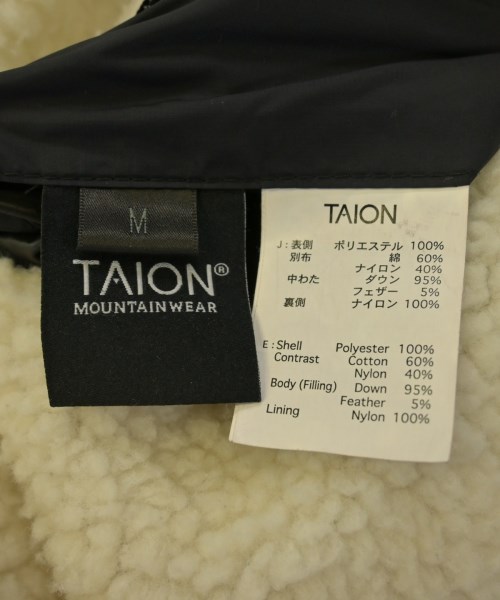 M
TAION®
MOUNTAINWEAR
TAION
J : 表側 ポリエステル 100%
別布 綿 60%
ナイロン 40%
中わた ダウン 95%
フェザー 5%
裏側 ナイロン 100%
E : Shell Polyester 100%
Contrast Cotton 60%
Nylon 40%
Body (Filling) Down 95%
Feather 5%
Lining Nylon 100%